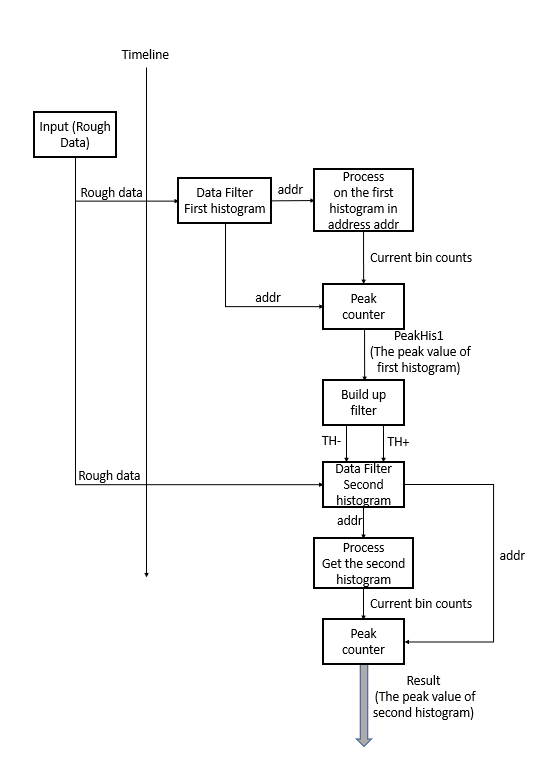 Timeline
Input (Rough
Data)
Rough data
Data Filter
First histogram
addr
Process
on the first
histogram in
address addr
Current bin counts
addr
Peak
counter
PeakHis1
(The peak value of
first histogram)
Build up
filter
TH-
TH+
Rough data
Data Filter
Second
histogram
addr
addr
Process
Get the second
histogram
Current bin counts
Peak
counter
Result
(The peak value of
second histogram)